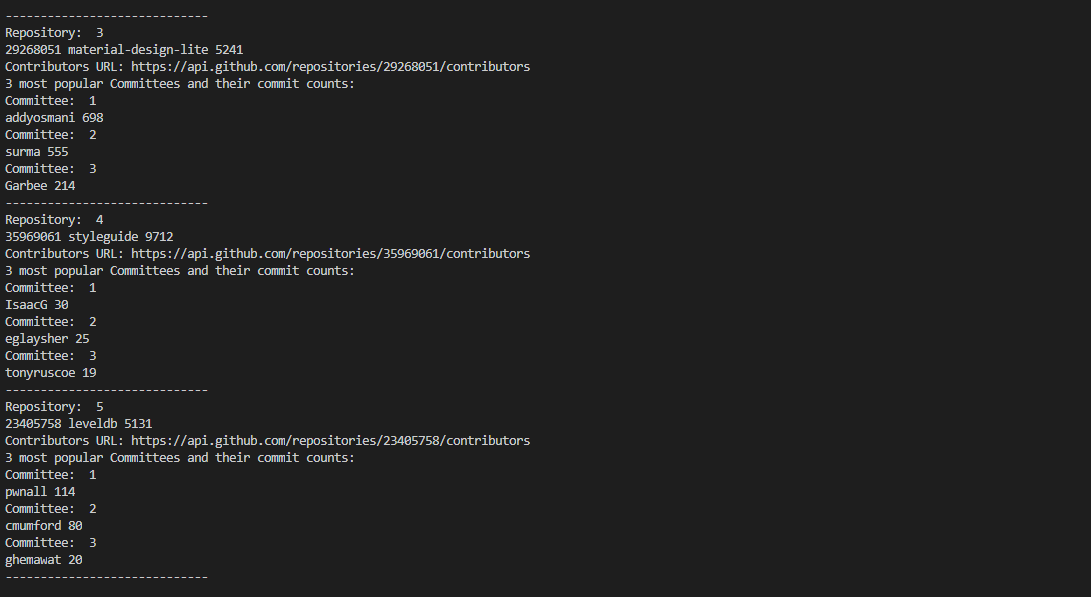 -----------------------------
Repository:  3
29268051 material-design-lite 5241
Contributors URL: https://api.github.com/repositories/29268051/contributors
3 most popular Committees and their commit counts:
Committee:  1
addyosmani 698
Committee:  2
surma 555
Committee:  3
Garbee 214
-----------------------------
Repository:  4
35969061 styleguide 9712
Contributors URL: https://api.github.com/repositories/35969061/contributors
3 most popular Committees and their commit counts:
Committee:  1
IsaacG 30
Committee:  2
eglaysher 25
Committee:  3
tonyruscoe 19
-----------------------------
Repository:  5
23405758 leveldb 5131
Contributors URL: https://api.github.com/repositories/23405758/contributors
3 most popular Committees and their commit counts:
Committee:  1
pwnall 114
Committee:  2
cmumford 80
Committee:  3
ghemawat 20
-----------------------------